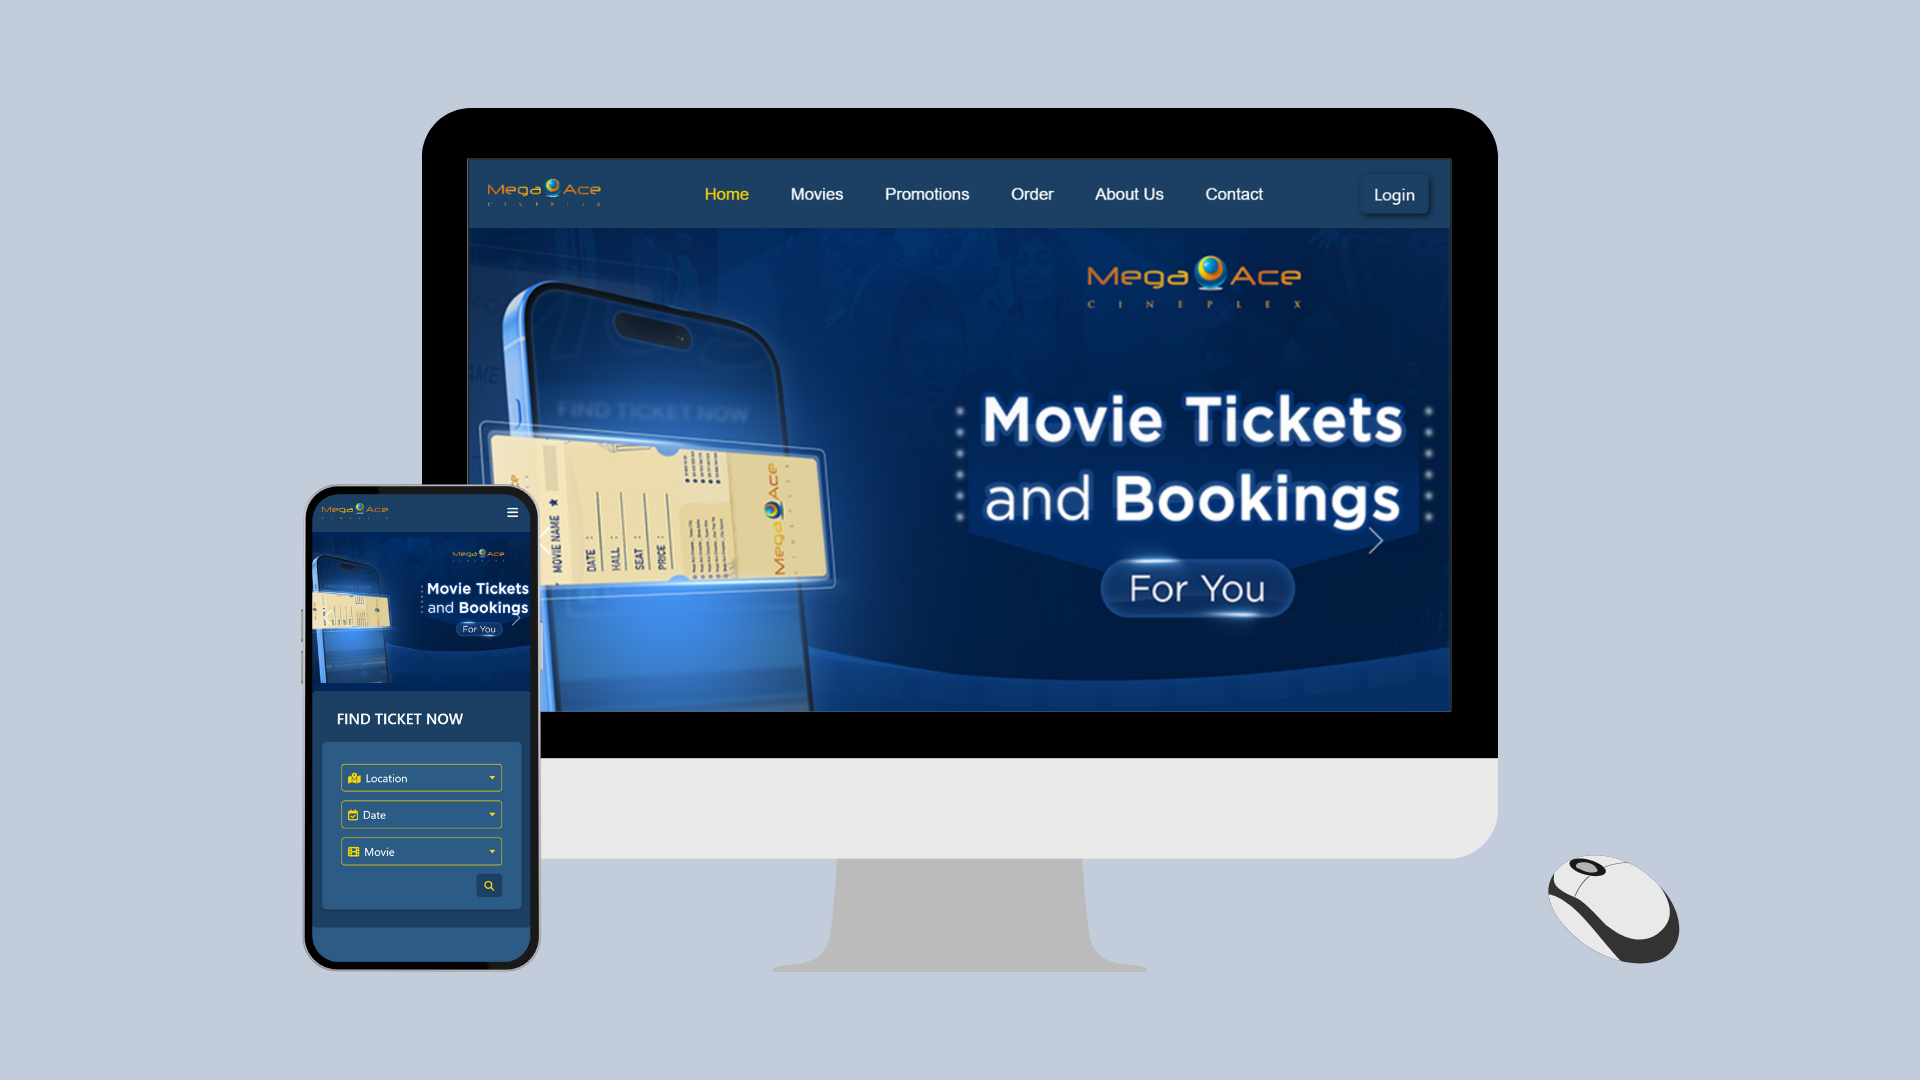 Mega Ace
CINEPLEX
Home Movies Promotions Order About Us Contact
Login
Mega Ace
CINEPLEX
Movie Tickets
and Bookings
For You
FIND TICKET NOW
MOVIE NAME
DATE :
HALL :
SEAT :
PRICE :
Mega Ace
CINEPLEX
Mega Ace
Mega Ace
Movie Tickets
and Bookings
For You
FIND TICKET NOW
Location
Date
Movie